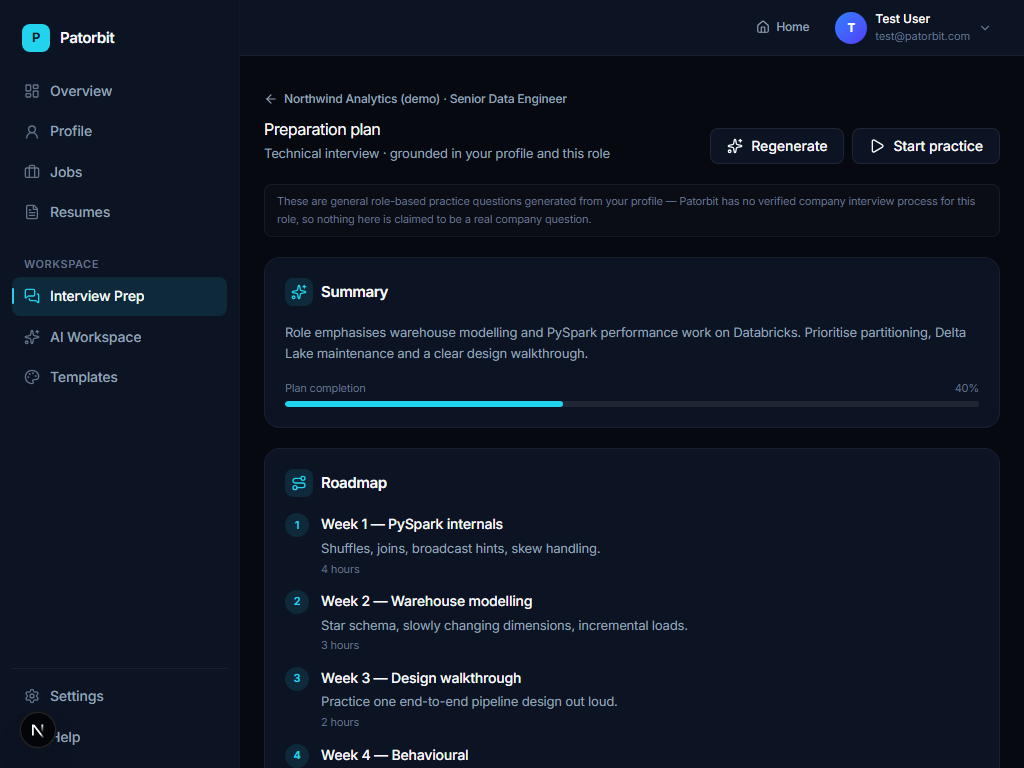 P Patorbit
Home
T
Test User
test@patorbit.com
Overview
Profile
Jobs
Resumes
WORKSPACE
Interview Prep
AI Workspace
Templates
Settings
N
Help
Northwind Analytics (demo) · Senior Data Engineer
Preparation plan
Technical interview · grounded in your profile and this role
Regenerate
Start practice
These are general role-based practice questions generated from your profile — Patorbit has no verified company interview process for this
role, so nothing here is claimed to be a real company question.
Summary
Role emphasises warehouse modelling and PySpark performance work on Databricks. Prioritise partitioning, Delta
Lake maintenance and a clear design walkthrough.
Plan completion
40%
Roadmap
1 Week 1 — PySpark internals
Shuffles, joins, broadcast hints, skew handling.
4 hours
2 Week 2 — Warehouse modelling
Star schema, slowly changing dimensions, incremental loads.
3 hours
3 Week 3 — Design walkthrough
Practice one end-to-end pipeline design out loud.
2 hours
4 Week 4 — Behavioural